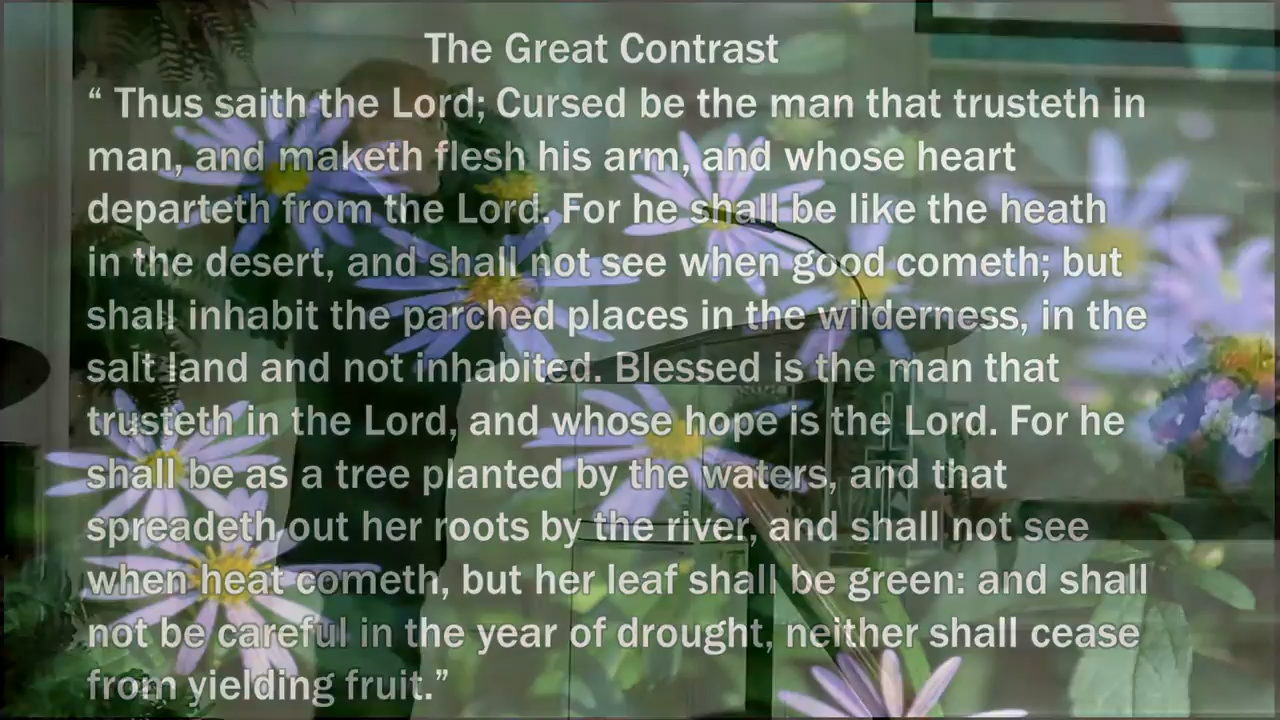 The Great Contrast
“ Thus saith the Lord; Cursed be the man that trusteth in
man, and maketh flesh his arm, and whose heart
departeth from the Lord. For he shall be like the heath
in the desert, and shall not see when good cometh; but
shall inhabit the parched places in the wilderness, in the
salt land and not inhabited. Blessed is the man that
trusteth in the Lord, and whose hope is the Lord. For he
shall be as a tree planted by the waters, and that
spreadeth out her roots by the river, and shall not see
when heat cometh, but her leaf shall be green: and shall
not be careful in the year of drought, neither shall cease
from yielding fruit.”